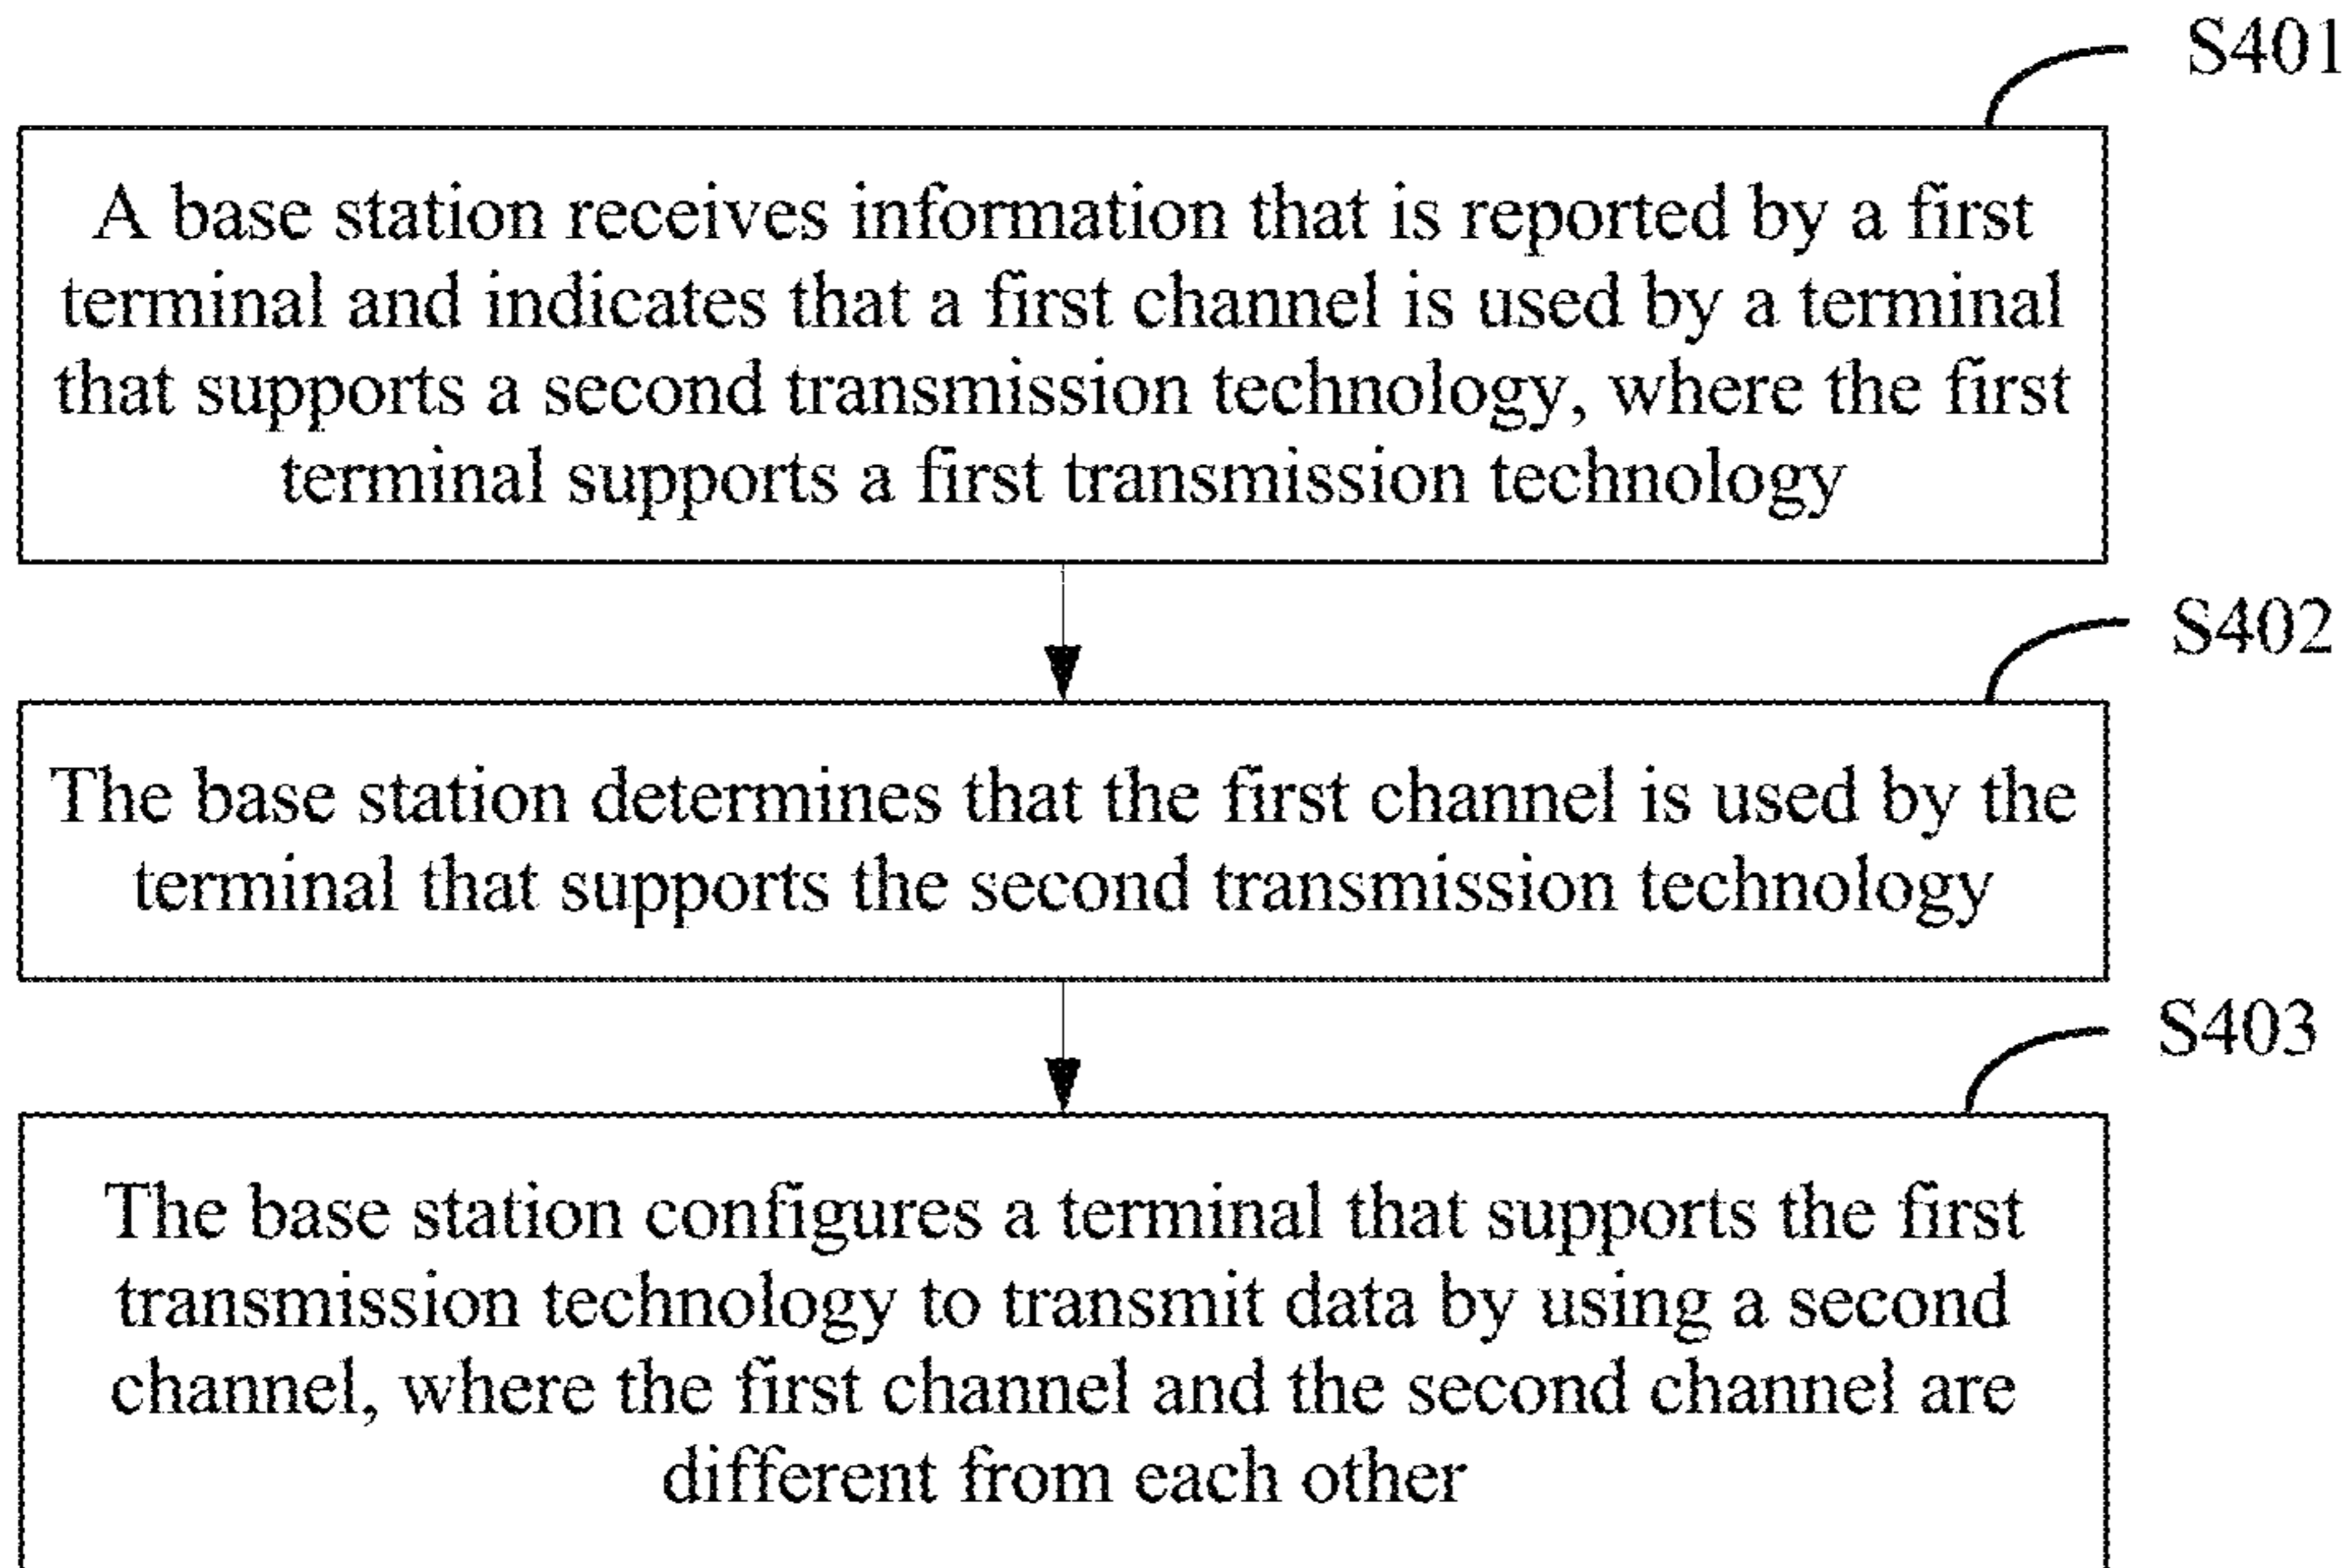 S401
A base station receives information that is reported by a first
terminal and indicates that a first channel is used by a terminal
that supports a second transmission technology, where the first
terminal supports a first transmission technology
S402
The base station determines that the first channel is used by the
terminal that supports the second transmission technology
S403
The base station configures a terminal that supports the first
transmission technology to transmit data by using a second
channel, where the first channel and the second channel are
different from each other